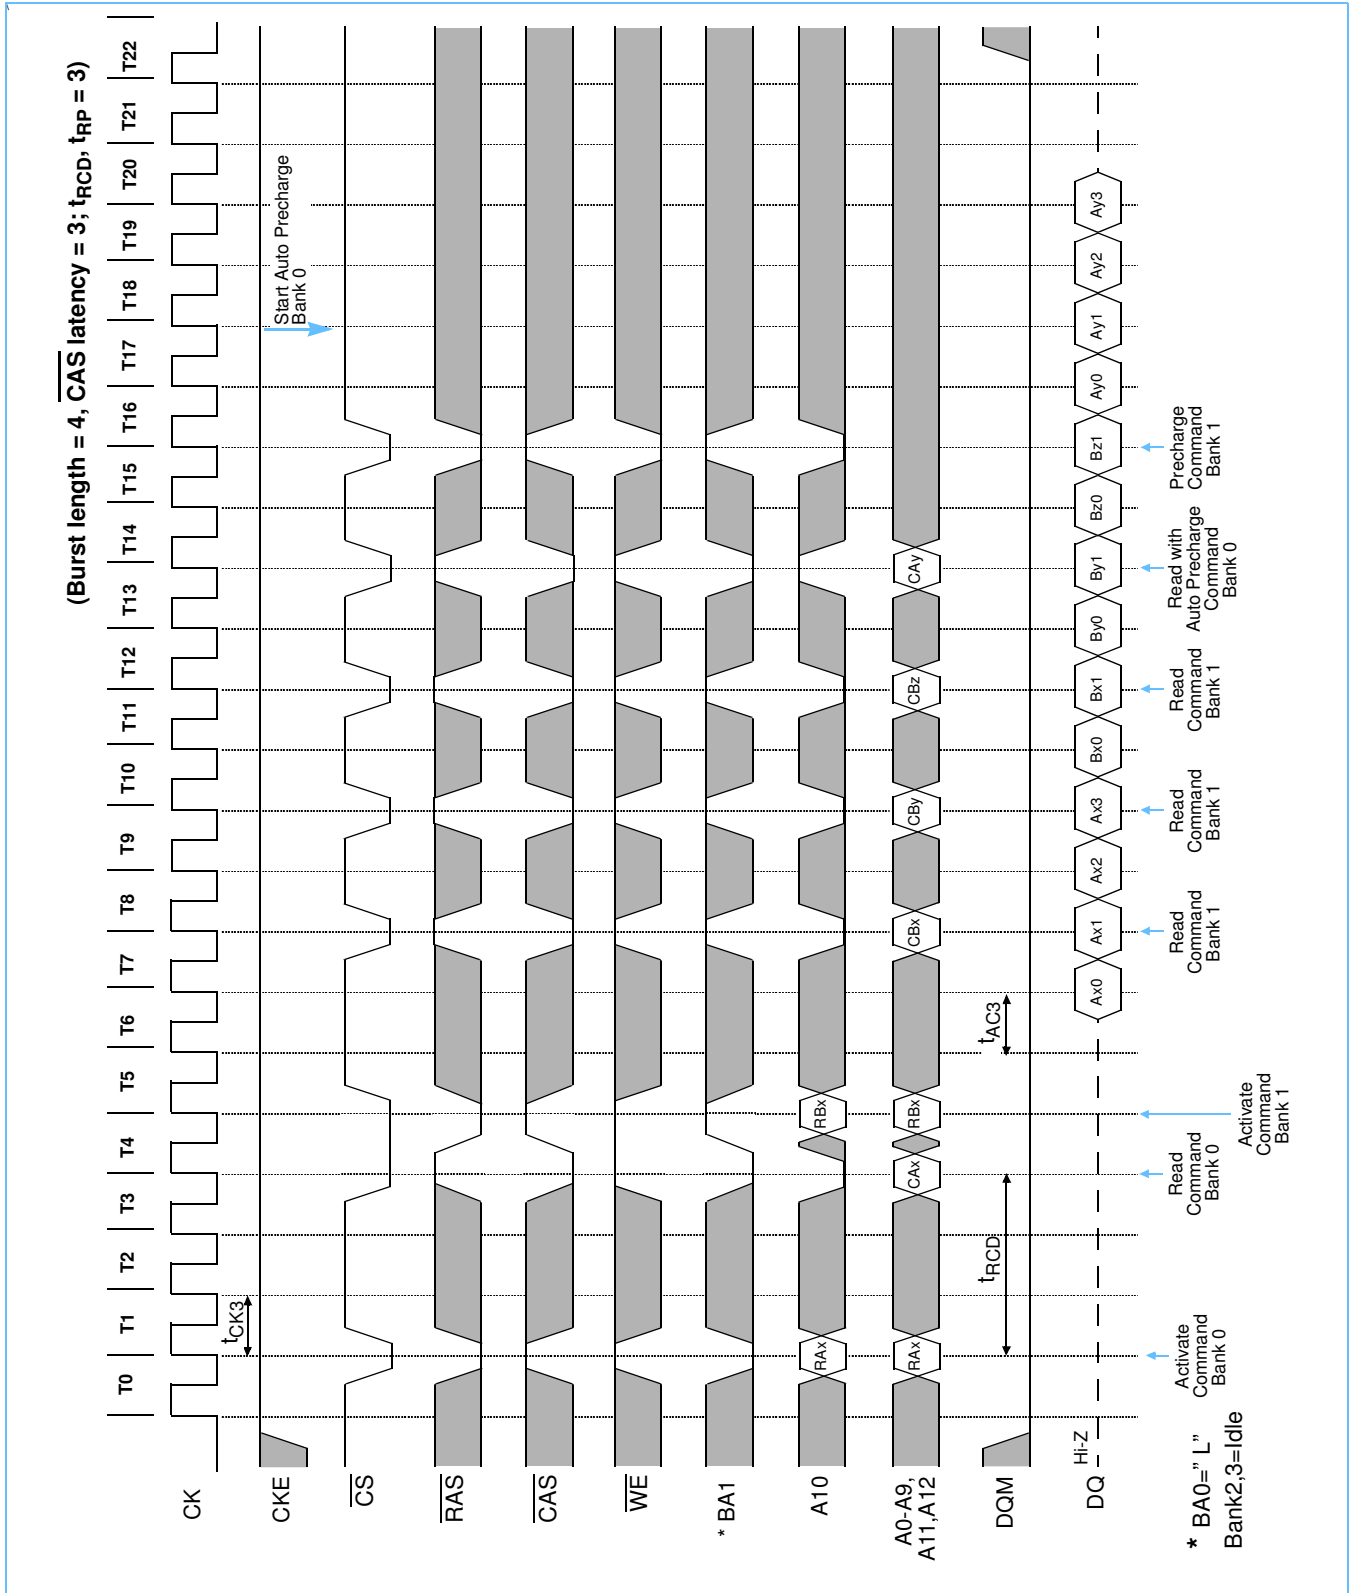 (Burst length = 4, CAS latency = 3; tRCD, tRP = 3)
T0 T1 T2 T3 T4 T5 T6 T7 T8 T9 T10 T11 T12 T13 T14 T15 T16 T17 T18 T19 T20 T21 T22
CK
tCK3
CKE
Start Auto Precharge
Bank 0
CS
RAS
CAS
WE
* BA1
A10
RAx RBx
A0-A9,
A11,A12
RAx CAx RBx CBx CBy CBz CAy
DQM
tRCD
tAC3
DQ
Hi-Z
Ax0 Ax1 Ax2 Ax3 Bx0 Bx1 By0 By1 Bz0 Bz1 Ay0 Ay1 Ay2 Ay3
Activate
Command
Bank 0
Read
Command
Bank 0
Activate
Command
Bank 1
Read
Command
Bank 1
Read
Command
Bank 1
Read
Command
Bank 1
Read with
Auto Precharge
Command
Bank 0
Precharge
Command
Bank 1
* BA0=” L”
Bank2,3=Idle